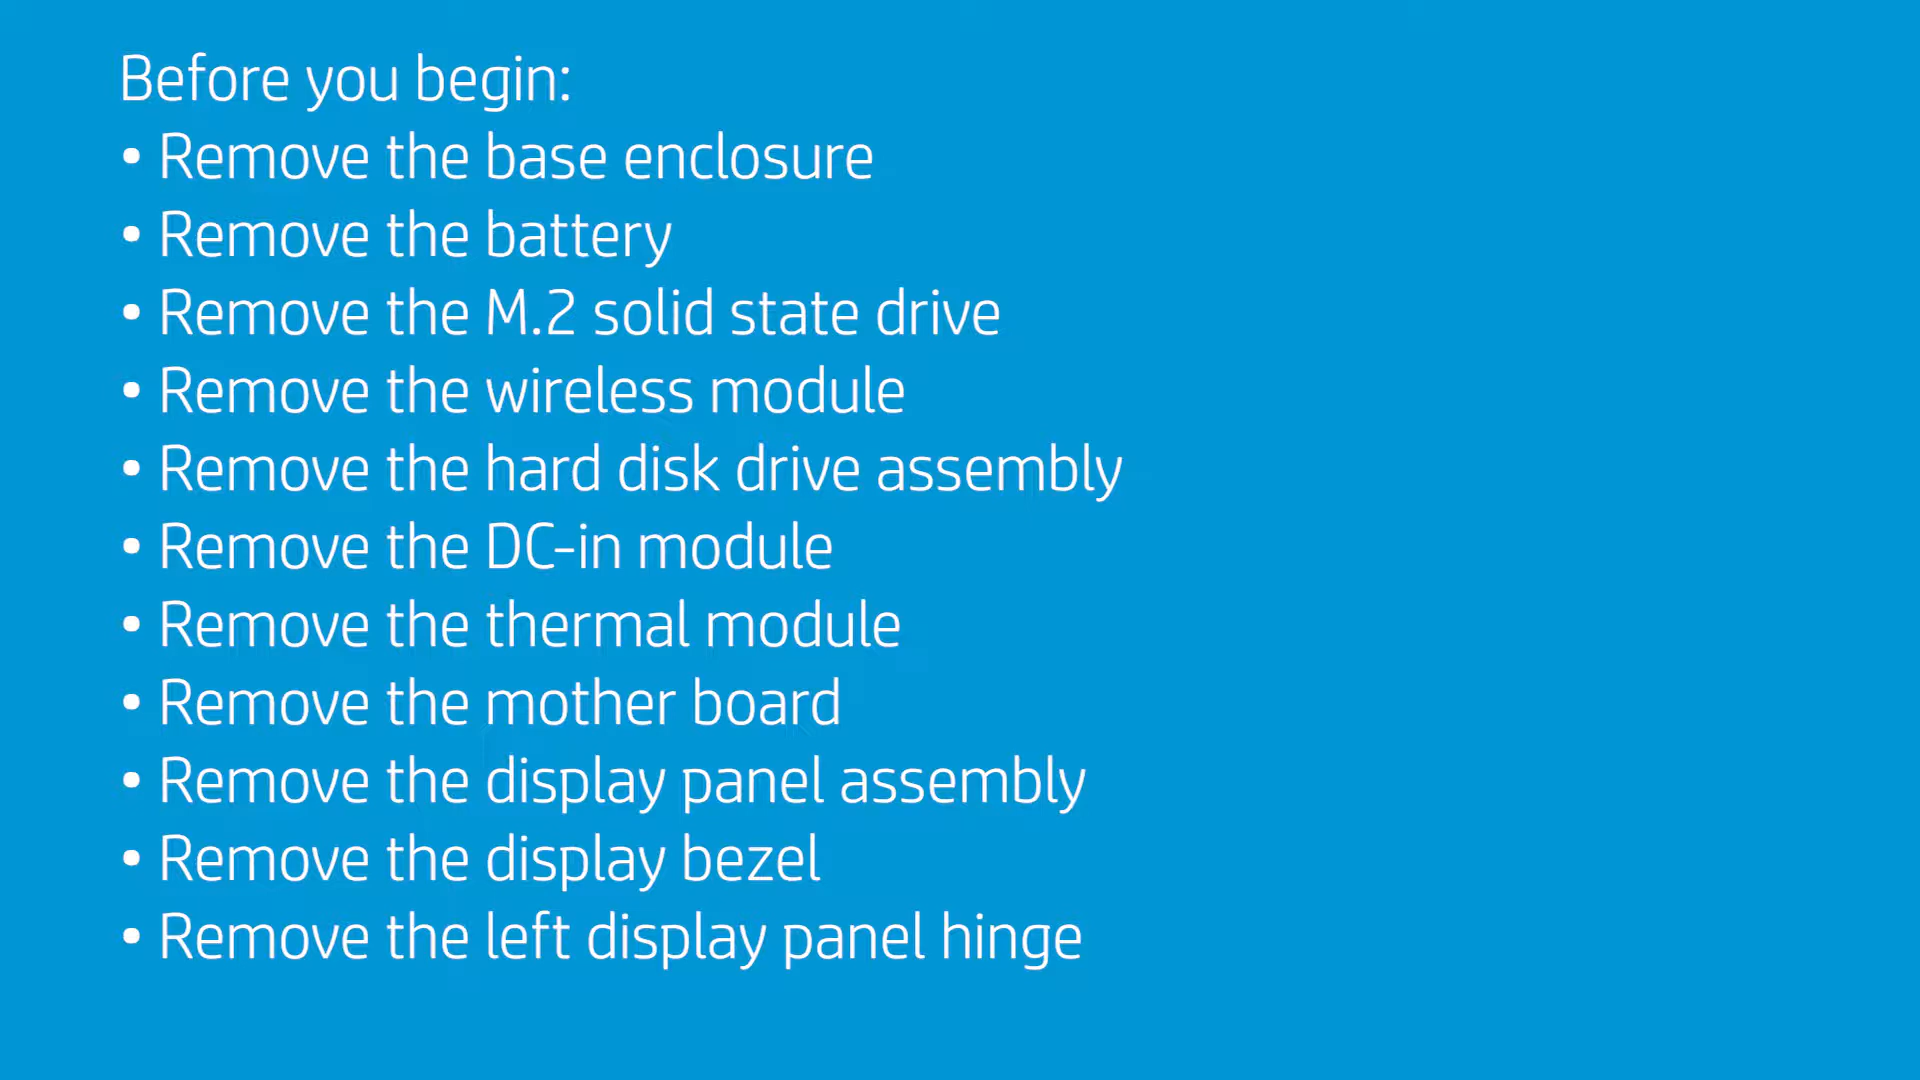 Before you begin:
• Remove the base enclosure
• Remove the battery
• Remove the M.2 solid state drive
• Remove the wireless module
• Remove the hard disk drive assembly
• Remove the DC-in module
• Remove the thermal module
• Remove the mother board
• Remove the display panel assembly
• Remove the display bezel
• Remove the left display panel hinge